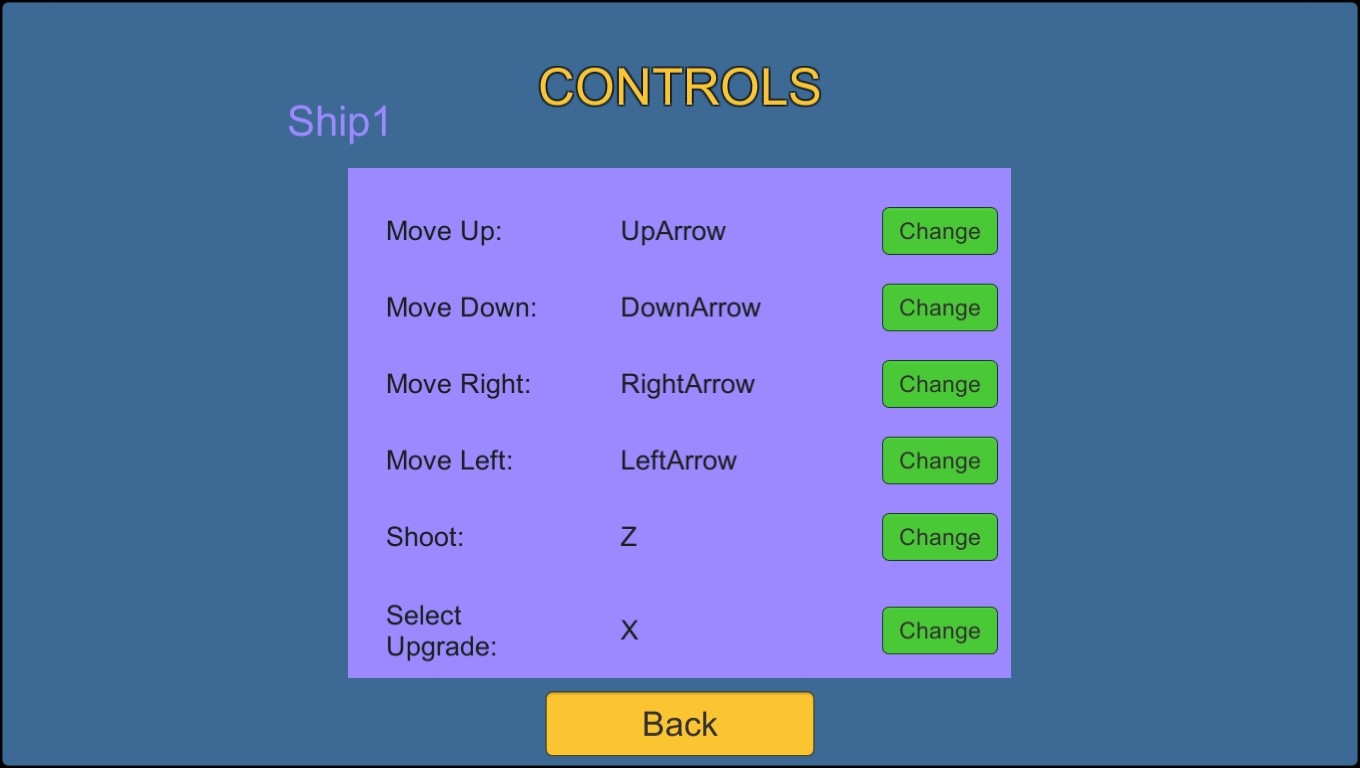 CONTROLS
Ship1
Move Up: UpArrow Change
Move Down: DownArrow Change
Move Right: RightArrow Change
Move Left: LeftArrow Change
Shoot: Z Change
Select
Upgrade: X Change
Back